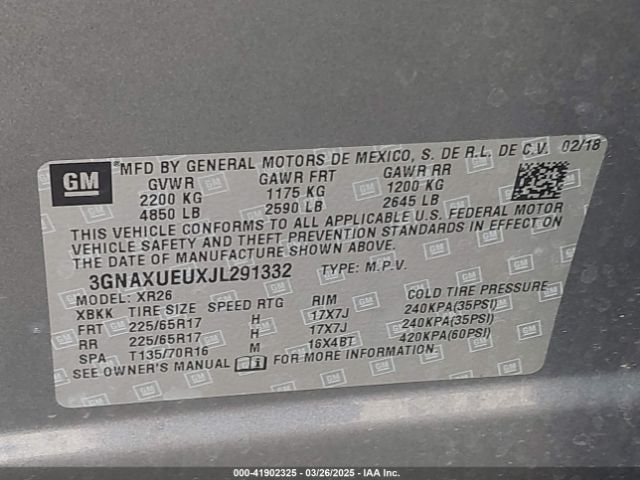 GM
®MFD BY GENERAL MOTORS DE MEXICO, S. DE R.L. DE C.V. 02/18
GVWR GAWR FRT GAWR RR
2200 KG 1175 KG 1200 KG
4850 LB 2590 LB 2645 LB
THIS VEHICLE CONFORMS TO ALL APPLICABLE U.S. FEDERAL MOTOR
VEHICLE SAFETY AND THEFT PREVENTION STANDARDS IN EFFECT ON
THE DATE OF MANUFACTURE SHOWN ABOVE.
3GNAXUEUXJL291332 TYPE: M.P.V.
MODEL: XR26
XBKK TIRE SIZE SPEED RTG RIM COLD TIRE PRESSURE
FRT 225/65R17 H 17X7J 240KPA(35PSI)
RR 225/65R17 H 17X7J 240KPA(35PSI)
SPA T135/70R16 M 16X4BT 420KPA(60PSI)
SEE OWNER'S MANUAL FOR MORE INFORMATION.
000-41902325 | 03/26/2025 | IAA Inc.